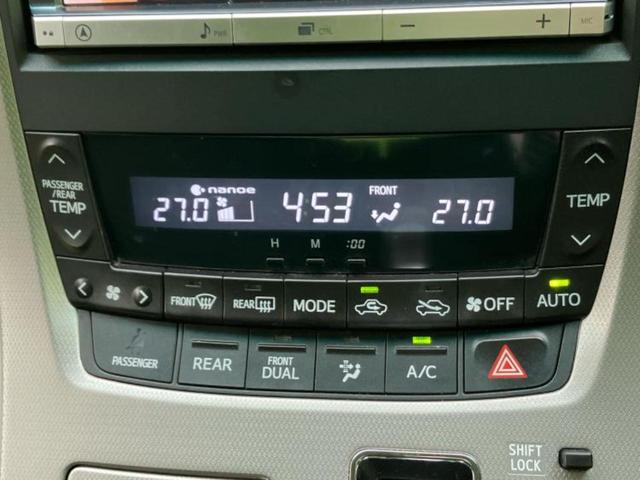 PWR
CTRL
− +
MIC
nanoe
27.0
4:53
FRONT
27.0
PASSENGER
/REAR
TEMP
TEMP
H M :00
FRONT
REAR
MODE
OFF
AUTO
PASSENGER
REAR
FRONT
DUAL
A/C
SHIFT
LOCK